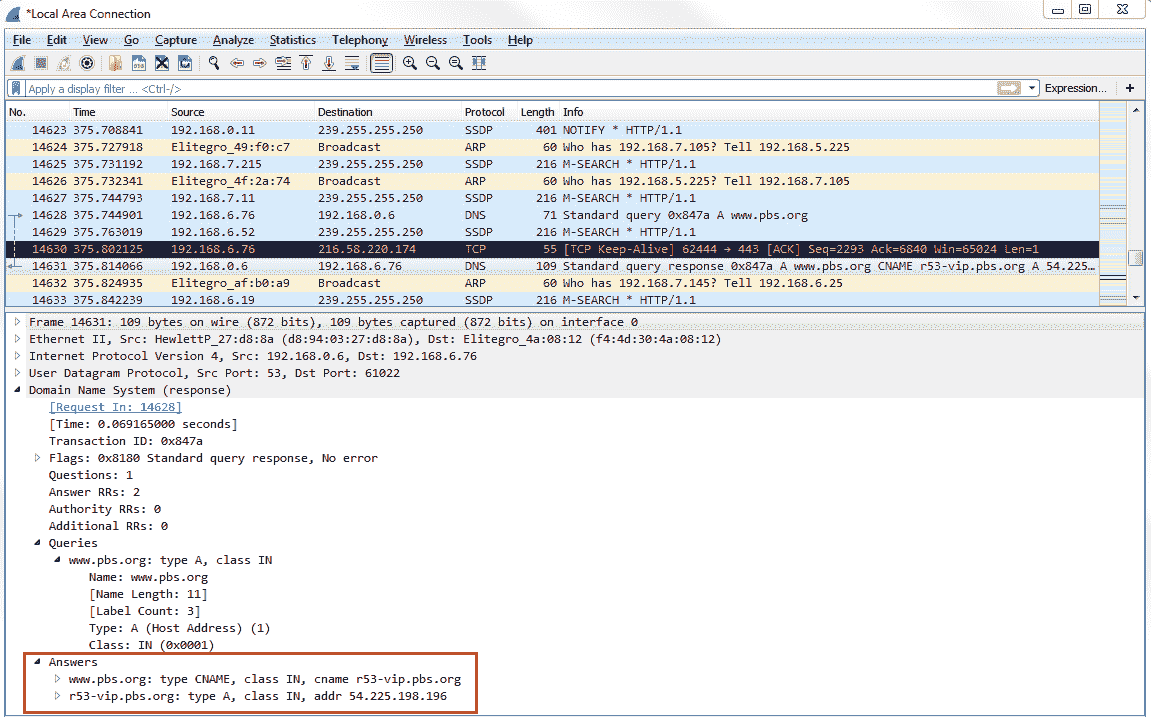 *Local Area Connection
File Edit View Go Capture Analyze Statistics Telephony Wireless Tools Help
Apply a display filter ... <Ctrl-/> Expression... +
No. Time Source Destination Protocol Length Info
14623 375.708841 192.168.0.11 239.255.255.250 SSDP 401 NOTIFY * HTTP/1.1
14624 375.727918 Elitegro_49:f0:c7 Broadcast ARP 60 Who has 192.168.7.105? Tell 192.168.5.225
14625 375.731192 192.168.7.215 239.255.255.250 SSDP 216 M-SEARCH * HTTP/1.1
14626 375.732341 Elitegro_4f:2a:74 Broadcast ARP 60 Who has 192.168.5.225? Tell 192.168.7.105
14627 375.744793 192.168.7.11 239.255.255.250 SSDP 216 M-SEARCH * HTTP/1.1
14628 375.744901 192.168.6.76 192.168.0.6 DNS 71 Standard query 0x847a A www.pbs.org
14629 375.763019 192.168.6.52 239.255.255.250 SSDP 216 M-SEARCH * HTTP/1.1
14630 375.802125 192.168.6.76 216.58.220.174 TCP 55 [TCP Keep-Alive] 62444 → 443 [ACK] Seq=2293 Ack=6840 Win=65024 Len=1
14631 375.814066 192.168.0.6 192.168.6.76 DNS 109 Standard query response 0x847a A www.pbs.org CNAME r53-vip.pbs.org A 54.225…
14632 375.824935 Elitegro_af:b0:a9 Broadcast ARP 60 Who has 192.168.7.145? Tell 192.168.6.25
14633 375.842239 192.168.6.19 239.255.255.250 SSDP 216 M-SEARCH * HTTP/1.1
Frame 14631: 109 bytes on wire (872 bits), 109 bytes captured (872 bits) on interface 0
Ethernet II, Src: HewlettP_27:d8:8a (d8:94:03:27:d8:8a), Dst: Elitegro_4a:08:12 (f4:4d:30:4a:08:12)
Internet Protocol Version 4, Src: 192.168.0.6, Dst: 192.168.6.76
User Datagram Protocol, Src Port: 53, Dst Port: 61022
Domain Name System (response)
[Request In: 14628]
[Time: 0.069165000 seconds]
Transaction ID: 0x847a
Flags: 0x8180 Standard query response, No error
Questions: 1
Answer RRs: 2
Authority RRs: 0
Additional RRs: 0
Queries
www.pbs.org: type A, class IN
Name: www.pbs.org
[Name Length: 11]
[Label Count: 3]
Type: A (Host Address) (1)
Class: IN (0x0001)
Answers
www.pbs.org: type CNAME, class IN, cname r53-vip.pbs.org
r53-vip.pbs.org: type A, class IN, addr 54.225.198.196